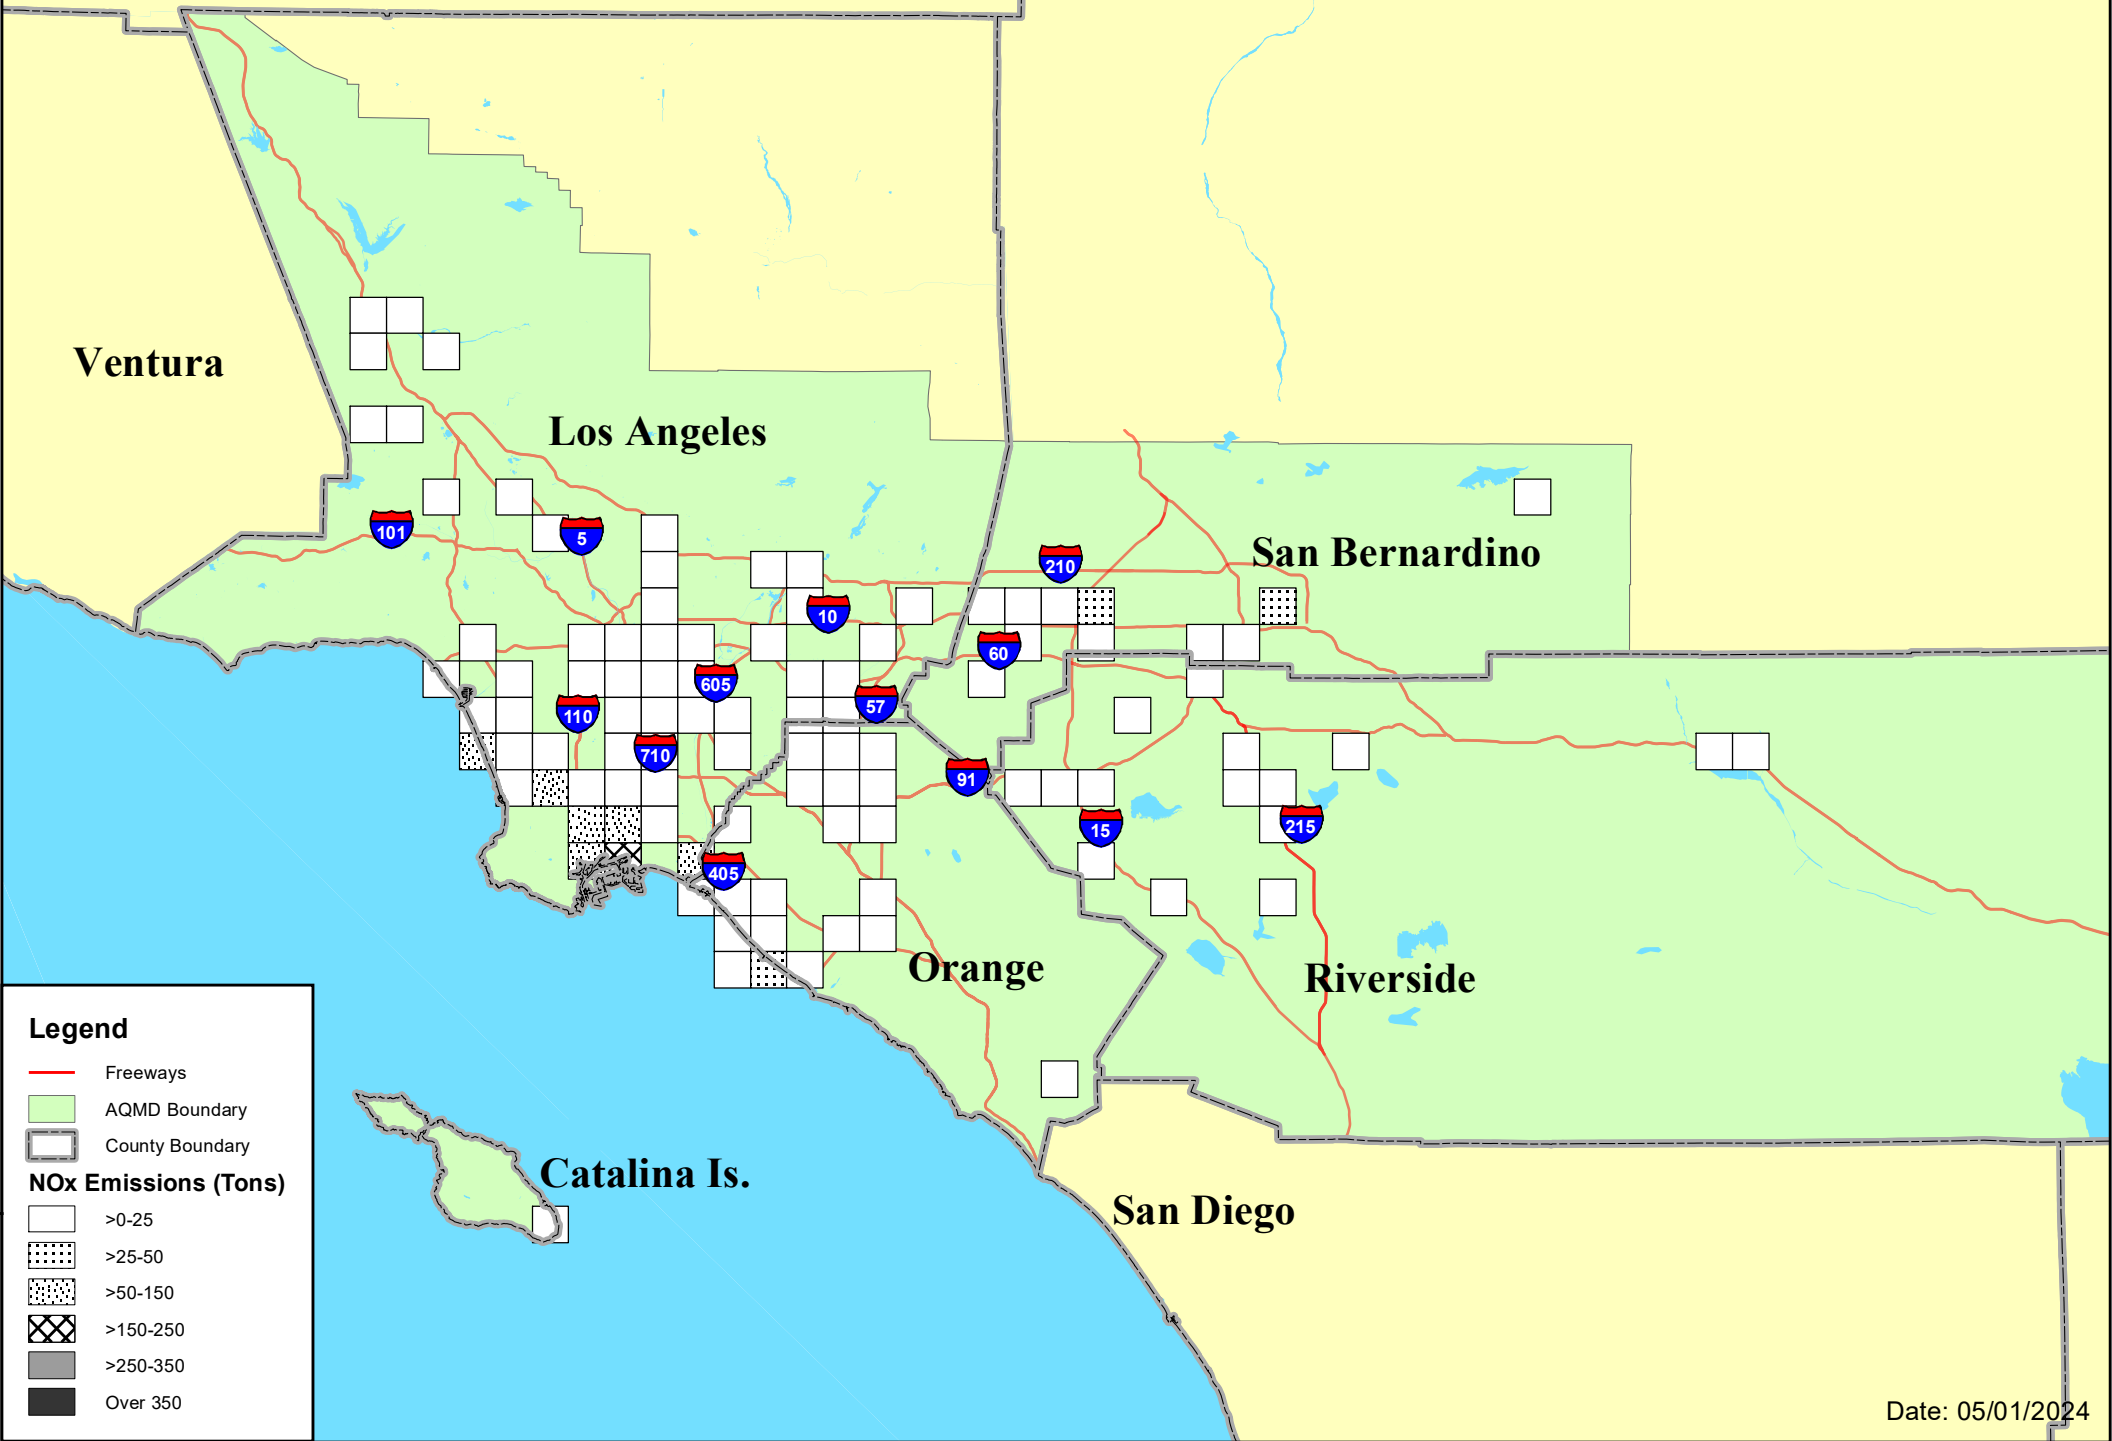 Ventura
Los Angeles
101
5
210
San Bernardino
10
60
605
57
110
710
91
15
215
405
Orange
Riverside
Legend
Freeways
AQMD Boundary
County Boundary
NOx Emissions (Tons)
>0-25
>25-50
>50-150
>150-250
>250-350
Over 350
Catalina Is.
San Diego
Date: 05/01/2024